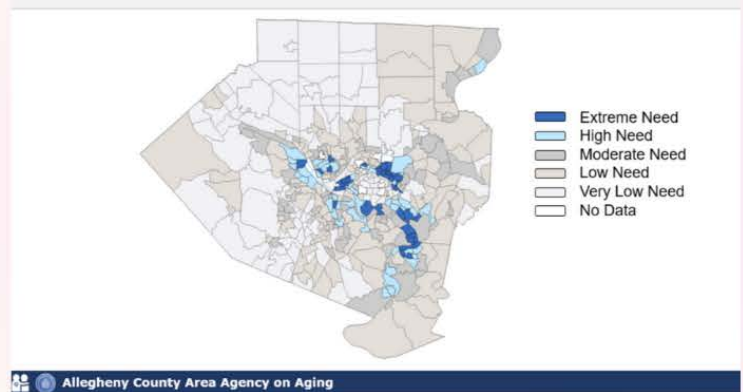 Extreme Need
High Need
Moderate Need
Low Need
Very Low Need
No Data
Allegheny County Area Agency on Aging